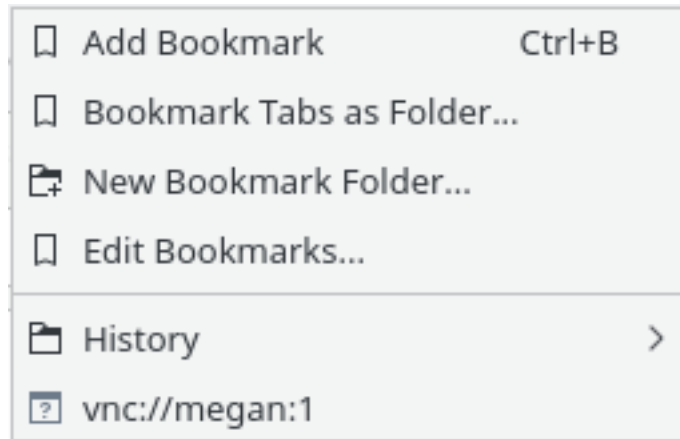 Add Bookmark Ctrl+B
Bookmark Tabs as Folder...
New Bookmark Folder...
Edit Bookmarks...
History
vnc://megan:1